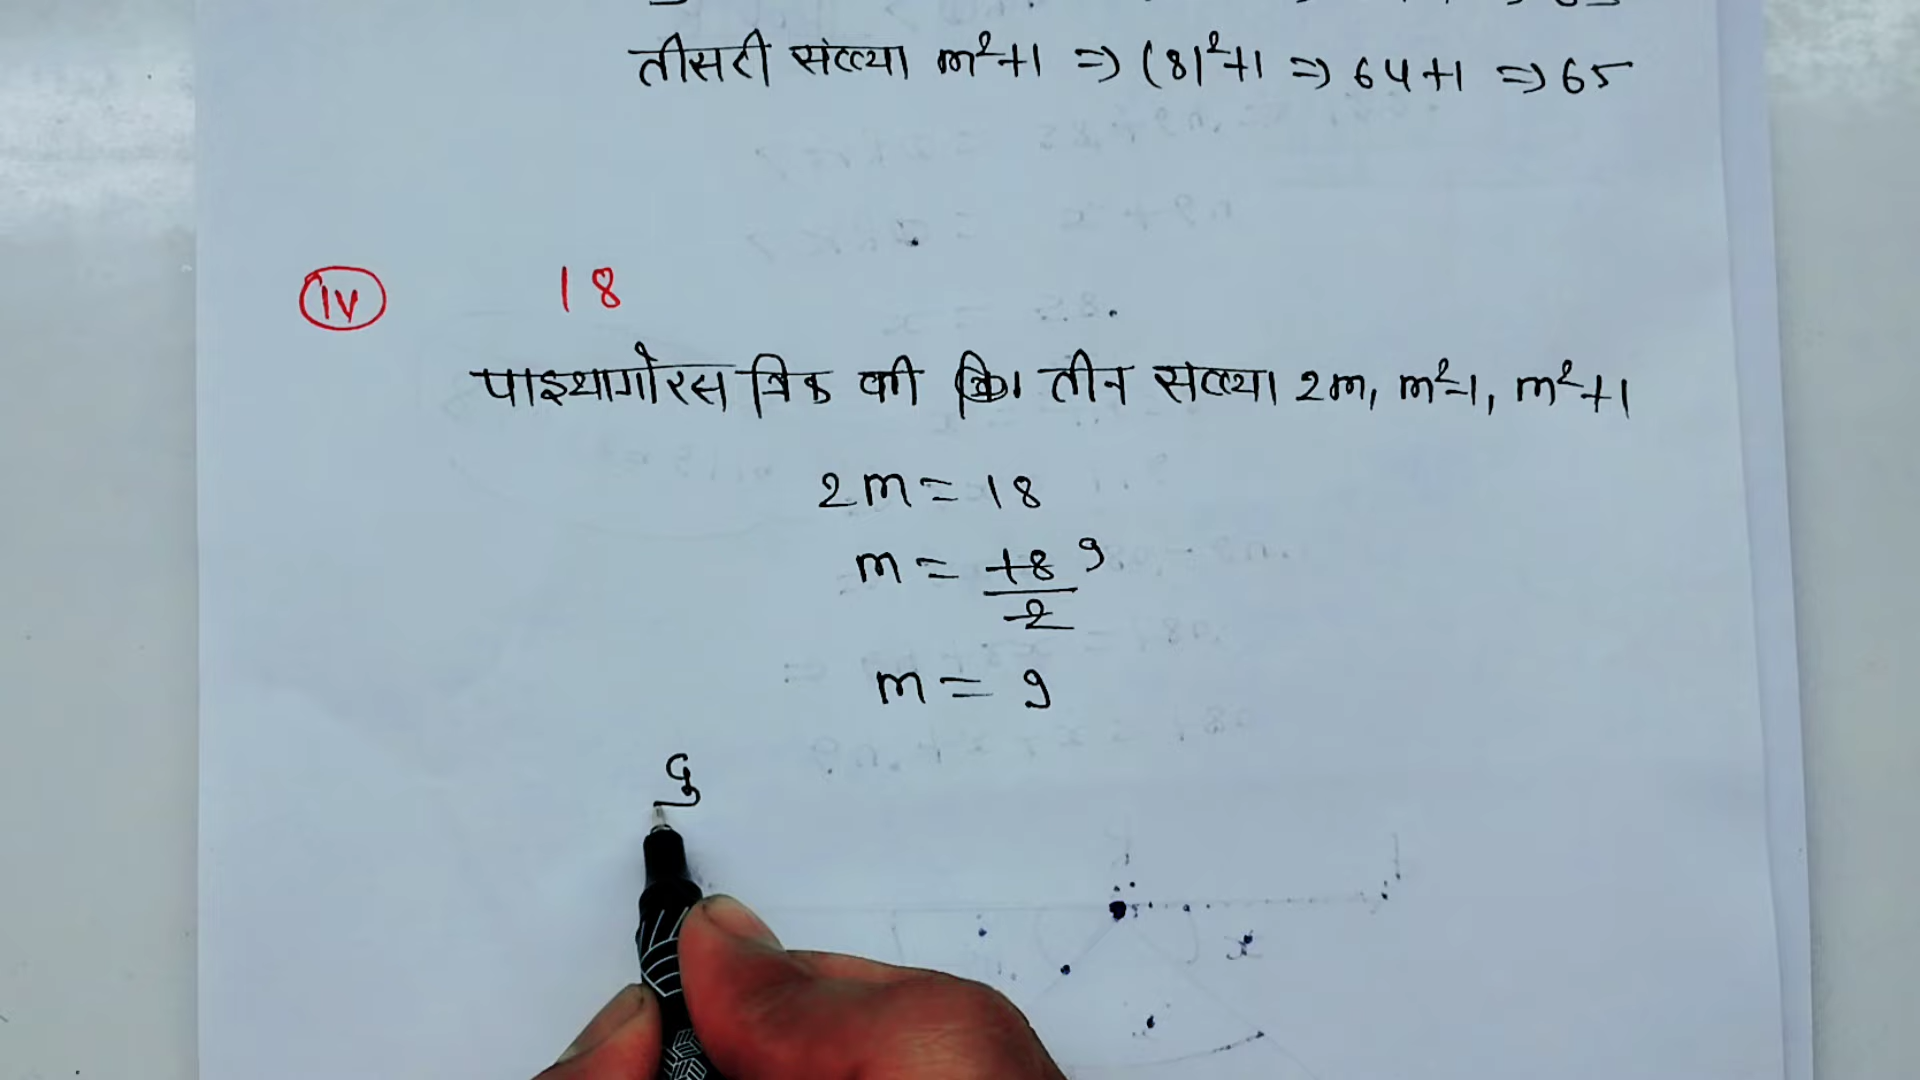 तीसरी संख्या m²+1 => (8)²+1 => 64+1 => 65
iv 18
पाइथागोरस त्रिक की तीन संख्या 2m, m²-1, m²+1
2m = 18
m = 18/2 9
m = 9